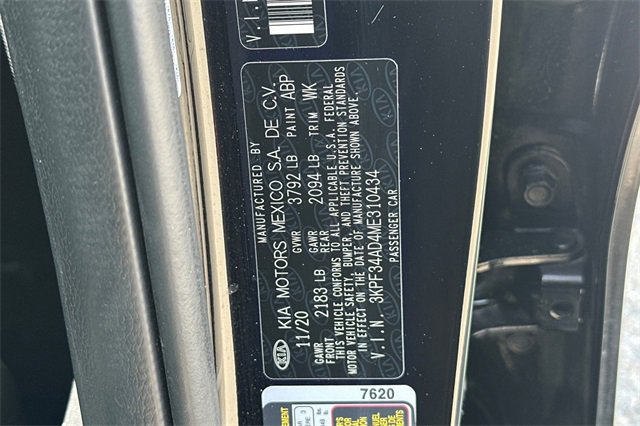 V.I.N
MANUFACTURED BY
KIA KIA MOTORS MEXICO S.A. DE C.V.
11/20 GVWR 3792 LB PAINT ABP
GAWR FRONT 2183 LB GAWR REAR 2094 LB TRIM WK
THIS VEHICLE CONFORMS TO ALL APPLICABLE U.S.A. FEDERAL
MOTOR VEHICLE SAFETY, BUMPER, AND THEFT PREVENTION STANDARDS
IN EFFECT ON THE DATE OF MANUFACTURE SHOWN ABOVE.
V.I.N 3KPF34AD4ME310434
PASSENGER CAR
7620